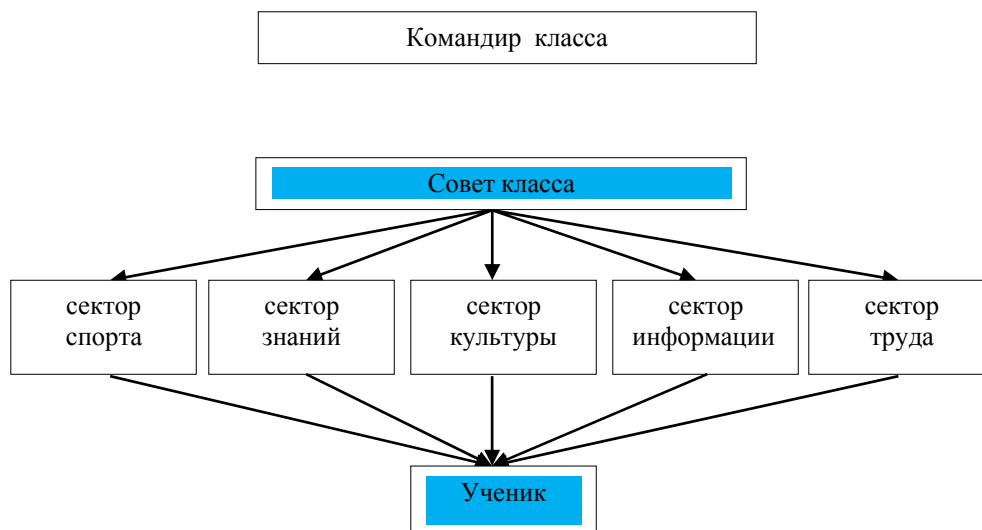 Командир класса
Совет класса
сектор
спорта
сектор
знаний
сектор
культуры
сектор
информации
сектор
труда
Ученик